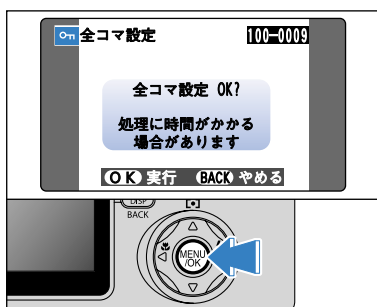 全コマ設定 100-0009
全コマ設定 OK?
処理に時間がかかる
場合があります
OK 実行 BACK やめる
DISP
BACK
MENU
/OK